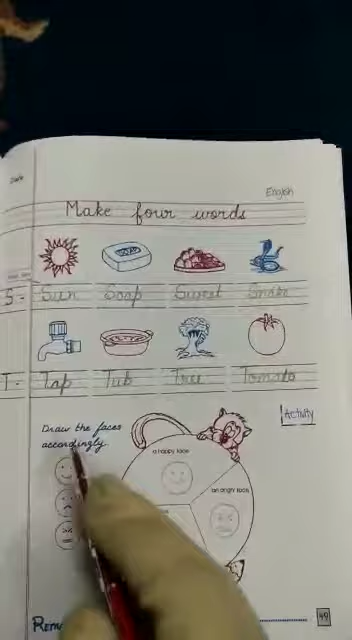 Date
English
Make four words
SOAP
S - Sun Soap Sweet Snake
T - Tap Tub Tree Tomato
Activity
Draw the faces
accordingly.
a happy face
an angry face
49